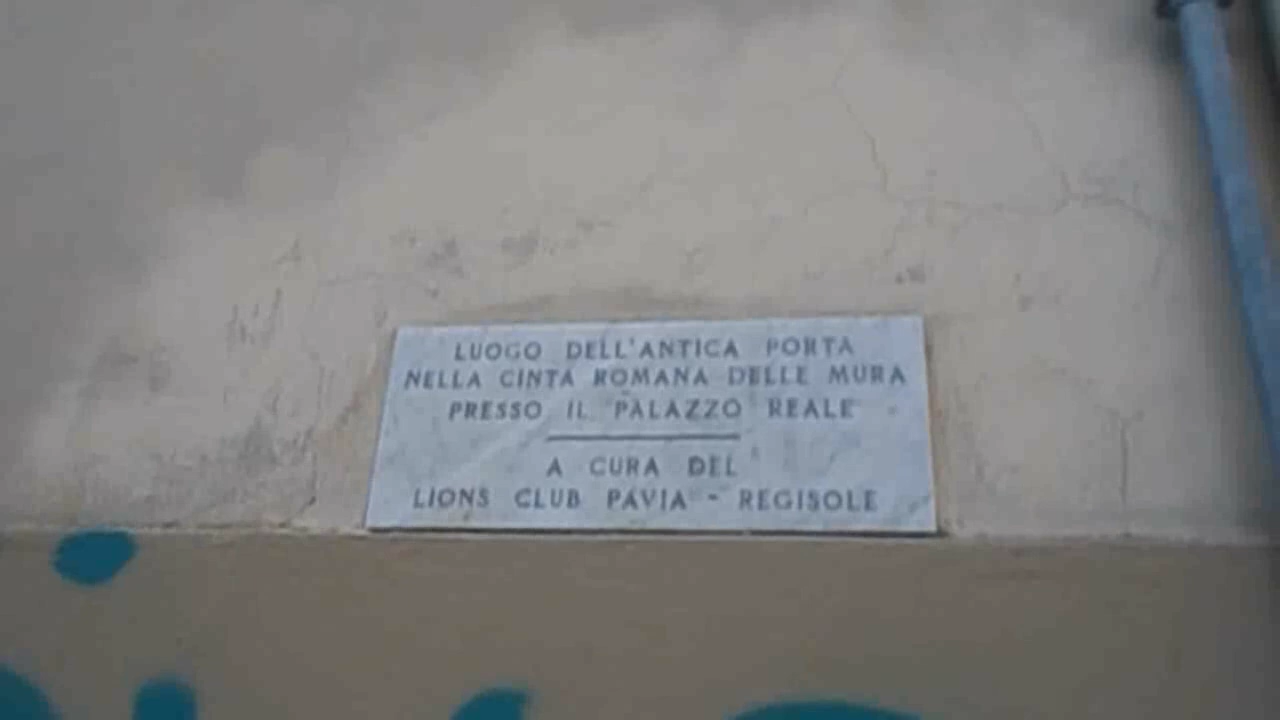 LUOGO DELL'ANTICA PORTA
NELLA CINTA ROMANA DELLE MURA
PRESSO IL PALAZZO REALE
A CURA DEL
LIONS CLUB PAVIA - REGISOLE